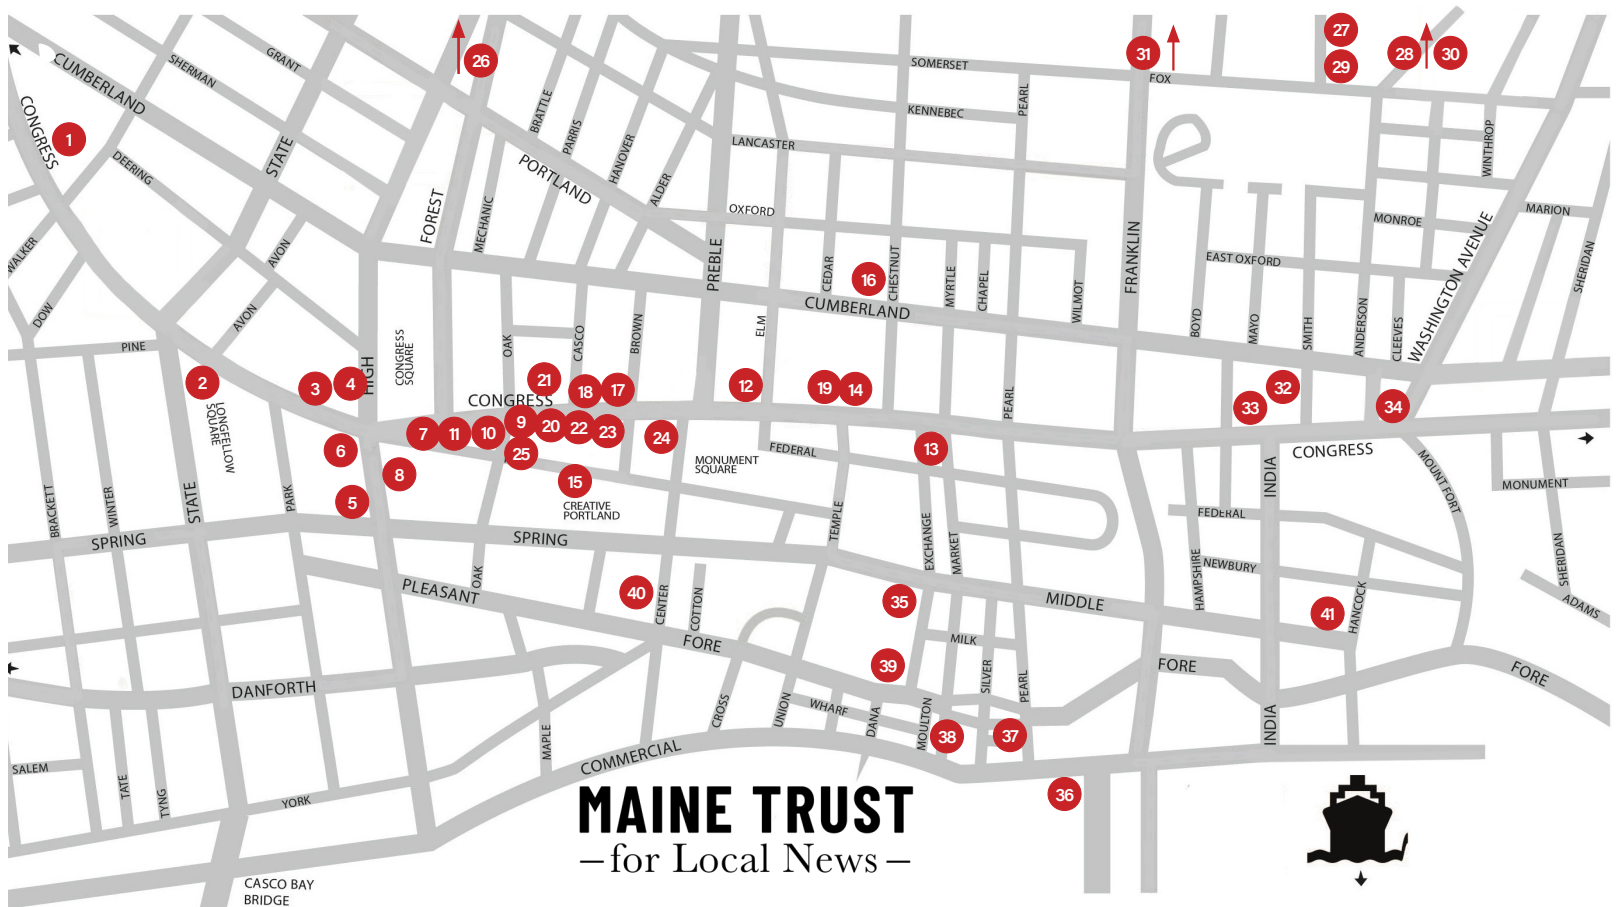 27
26
31
28
30
29
SOMERSET
FOX
GRANT
SHERMAN
CUMBERLAND
CONGRESS
1
KENNEBEC
PEARL
BRATTLE
PARRIS
HANOVER
LANCASTER
WINTHROP
STATE
DEERING
PORTLAND
ALDER
OXFORD
MONROE
MARION
FOREST
MECHANIC
WALKER
AVON
PREBLE
CEDAR
16
CHESTNUT
MYRTLE
CHAPEL
WILMOT
FRANKLIN
EAST OXFORD
WASHINGTON AVENUE
SHERIDAN
DOW
AVON
CUMBERLAND
ELM
BOYD
MAYO
SMITH
ANDERSON
CLEEVES
PINE
HIGH
CONGRESS
SQUARE
OAK
CASCO
BROWN
2
3
4
21
18
17
12
19
14
PEARL
32
33
34
CONGRESS
LONGFELLOW
SQUARE
6
7
11
10
9
20
22
23
24
25
8
15
5
MONUMENT
SQUARE
FEDERAL
13
CONGRESS
INDIA
MOUNT FORT
MONUMENT
CREATIVE
PORTLAND
BRACKETT
WINTER
STATE
PARK
SPRING
SPRING
TEMPLE
EXCHANGE
MARKET
FEDERAL
NEWBURY
HAMPSHIRE
SHERIDAN
ADAMS
OAK
PLEASANT
40
CENTER
COTTON
35
MIDDLE
41
HANCOCK
FORE
MILK
39
SILVER
PEARL
FORE
FORE
DANFORTH
CROSS
UNION
WHARF
DANA
MOULTON
38
37
INDIA
MAPLE
COMMERCIAL
SALEM
TATE
TYNG
YORK
36
MAINE TRUST
–for Local News–
CASCO BAY
BRIDGE